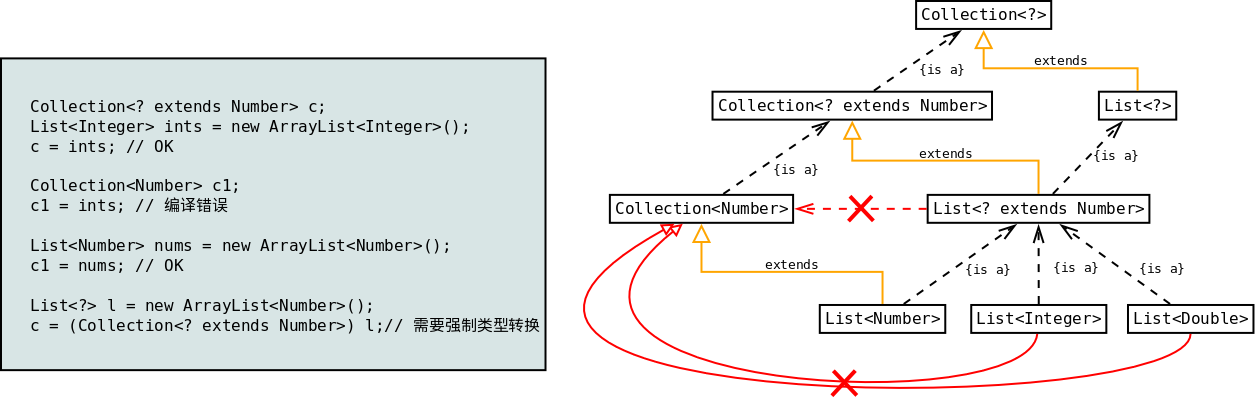 Collection<? extends Number> c;
List<Integer> ints = new ArrayList<Integer>();
c = ints; // OK
Collection<Number> c1;
c1 = ints; // 编译错误
List<Number> nums = new ArrayList<Number>();
c1 = nums; // OK
List<?> l = new ArrayList<Number>();
c = (Collection<? extends Number>) l;// 需要强制类型转换
Collection<?>
{is a}
extends
Collection<? extends Number>
List<?>
{is a}
extends
{is a}
Collection<Number>
List<? extends Number>
extends
{is a}
{is a}
{is a}
List<Number>
List<Integer>
List<Double>